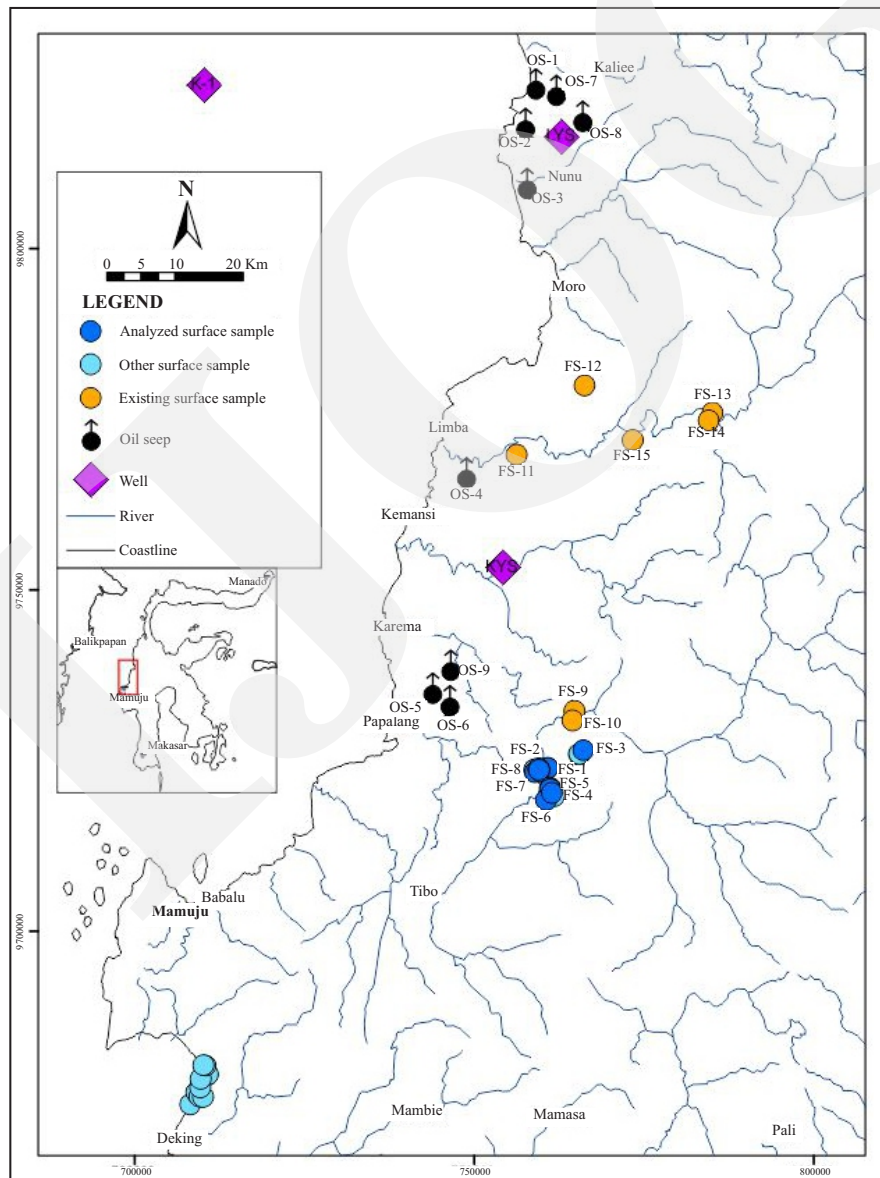 OS-1
Kaliee
OS-7
K-1
OS-2
LYS
OS-8
Nunu
OS-3
N
9800000
0 5 10 20 Km
Moro
LEGEND
Analyzed surface sample
Other surface sample
FS-12
Existing surface sample
FS-13
Limba
FS-14
Oil seep
FS-11
FS-15
Well
OS-4
Kemansi
River
Coastline
KYS
Manado
9750000
Balikpapan
Karema
OS-9
Mamuju
OS-5
OS-6
Papalang
FS-9
FS-10
Makasar
FS-2
FS-3
FS-8
FS-1
FS-7
FS-5
FS-4
FS-6
Tibo
Babalu
Mamuju
9700000
Mambie
Mamasa
Pali
Deking
700000
750000
800000